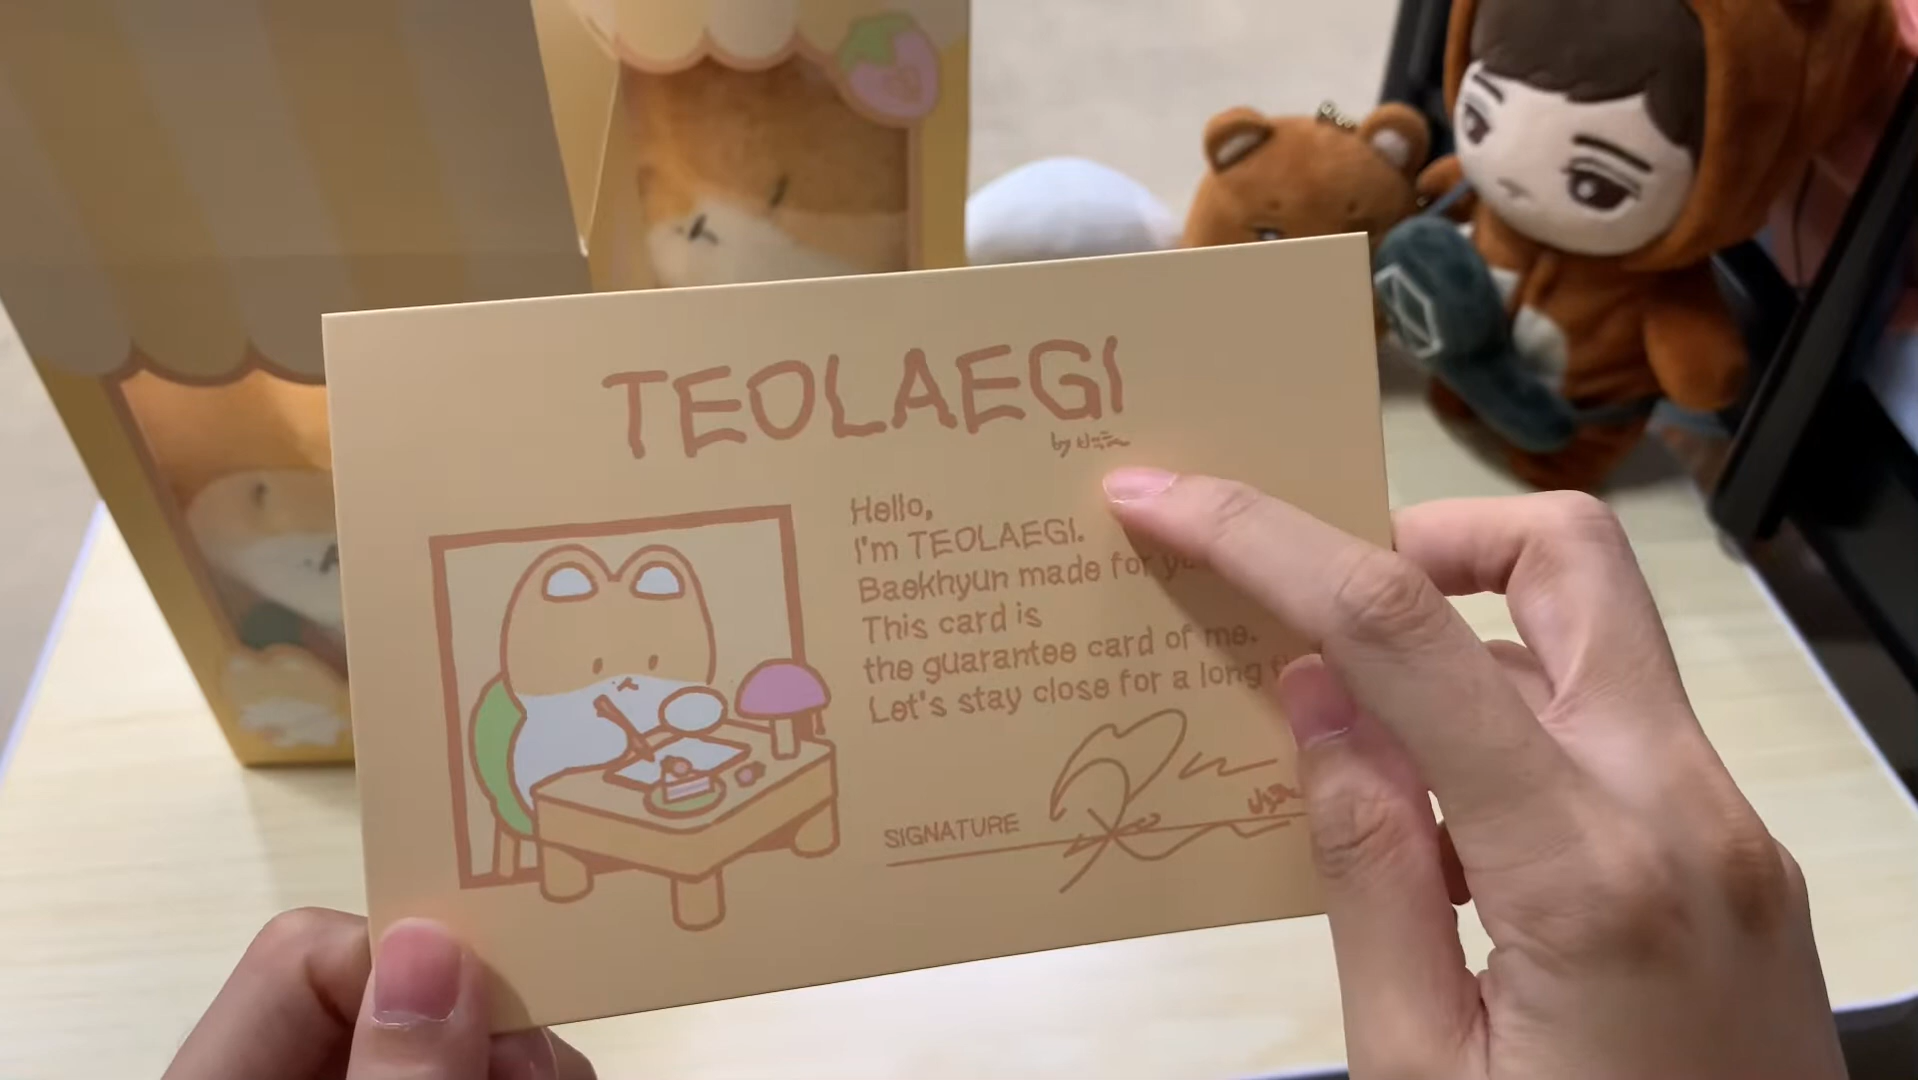 TEOLAEGI
by
Hello,
I'm TEOLAEGI.
Baekhyun made for
This card is
the guarantee card of me.
Let's stay close for a long
SIGNATURE